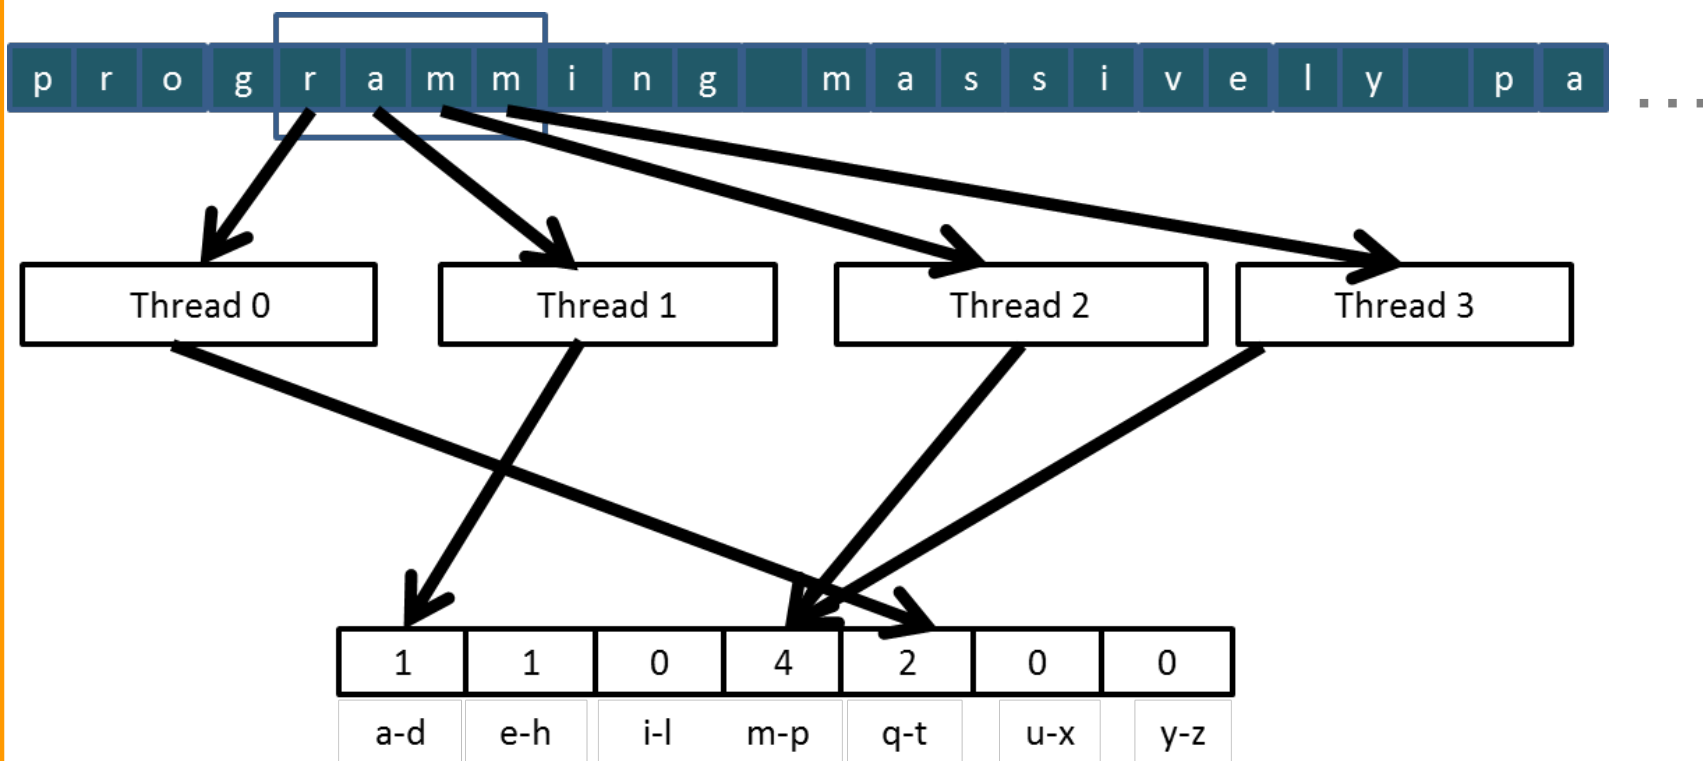 p r o g r a m m i n g m a s s i v e l y p a ...
Thread 0 Thread 1 Thread 2 Thread 3
1 1 0 4 2 0 0
a-d e-h i-l m-p q-t u-x y-z